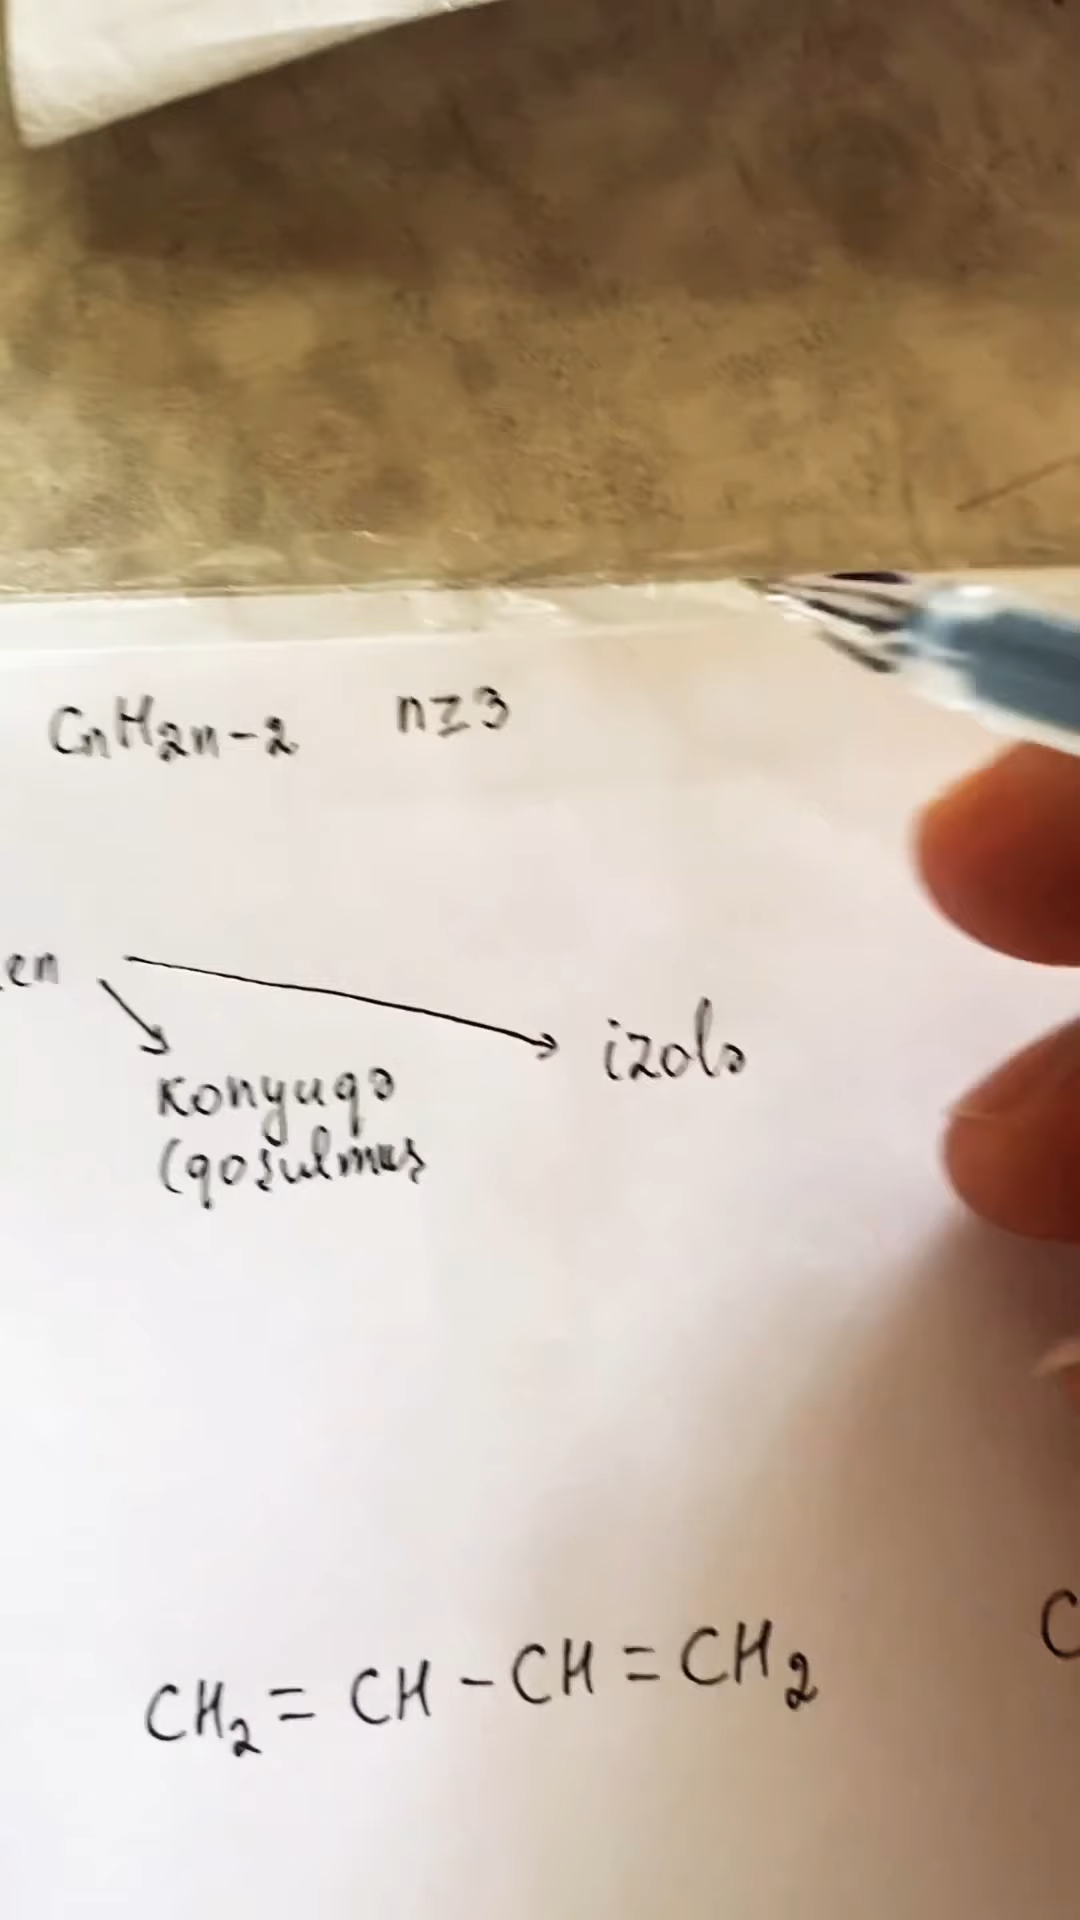 CnH2n-2 n≥3
en
izolə
Konyuqə
(qoşulmuş
CH2 = CH - CH = CH2
C